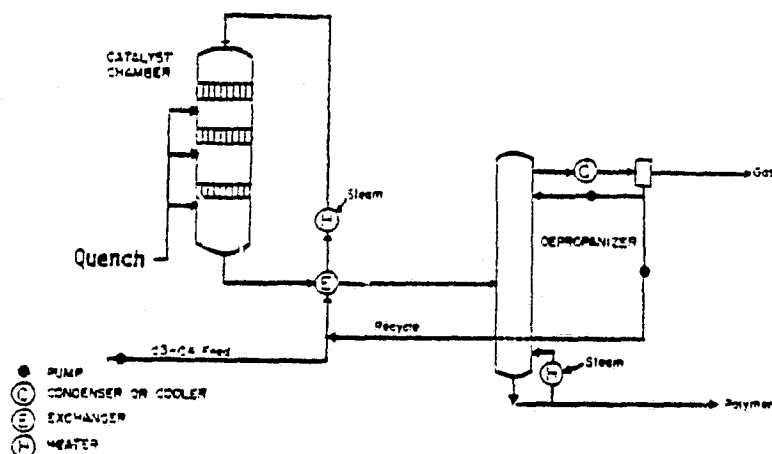 CATALYST
CHAMBER
Steam
Quench
C3-C4 Feed
Recycle
DEPROPANIZER
Gas
Steam
Polymer
PUMP
C CONDENSER OR COOLER
E EXCHANGER
H HEATER
C
H
E
H